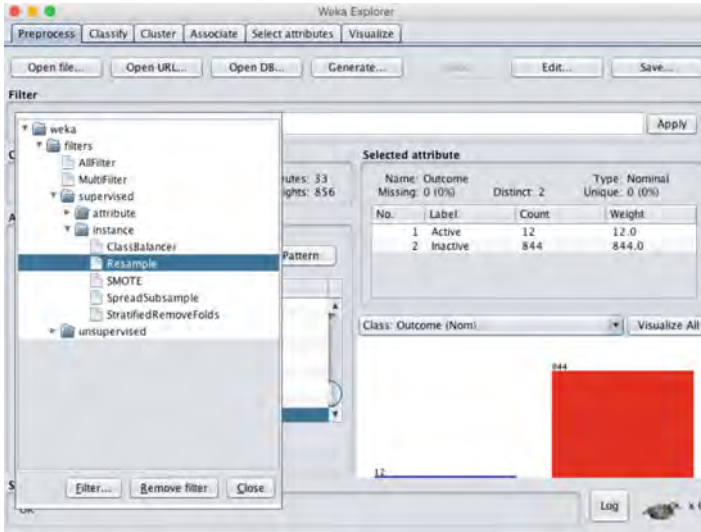 Weka Explorer
Preprocess Classify Cluster Associate Select attributes Visualize
Open file... Open URL... Open DB... Generate... Edit... Save...
Filter
Apply
weka
filters
AllFilter
MultiFilter
supervised
attribute
instance
ClassBalancer
Resample
SMOTE
SpreadSubsample
StratifiedRemoveFolds
unsupervised
Filter... Remove filter Close
utes: 33
ights: 856
Pattern
Selected attribute
Name: Outcome Type: Nominal
Missing: 0 (0%) Distinct: 2 Unique: 0 (0%)
No. Label Count Weight
1 Active 12 12.0
2 Inactive 844 844.0
Class: Outcome (Nom) Visualize All
844
12
OK
Log